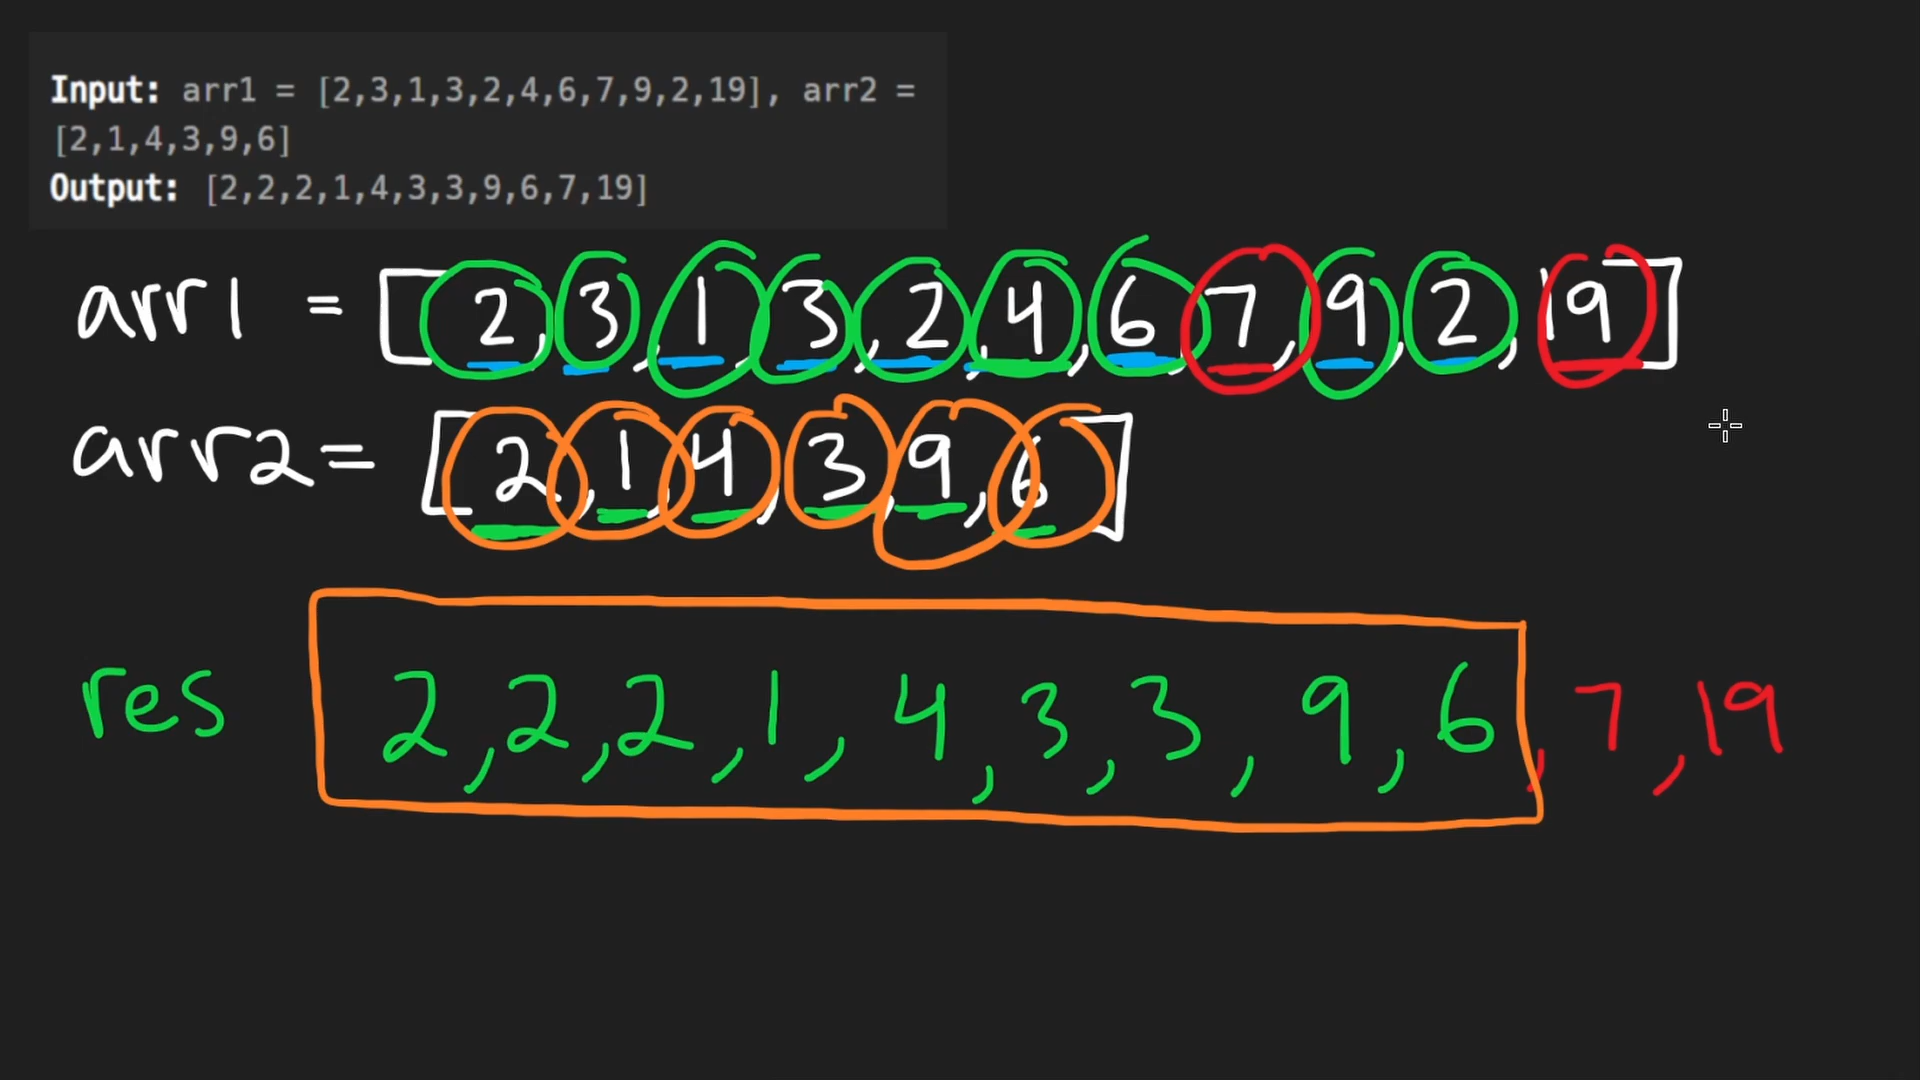 Input: arr1 = [2,3,1,3,2,4,6,7,9,2,19], arr2 =
[2,1,4,3,9,6]
Output: [2,2,2,1,4,3,3,9,6,7,19]
arr1 = [2,3,1,3,2,4,6,7,9,2,19]
arr2= [2,1,4,3,9,6]
res 2,2,2,1,4,3,3,9,6,7,19